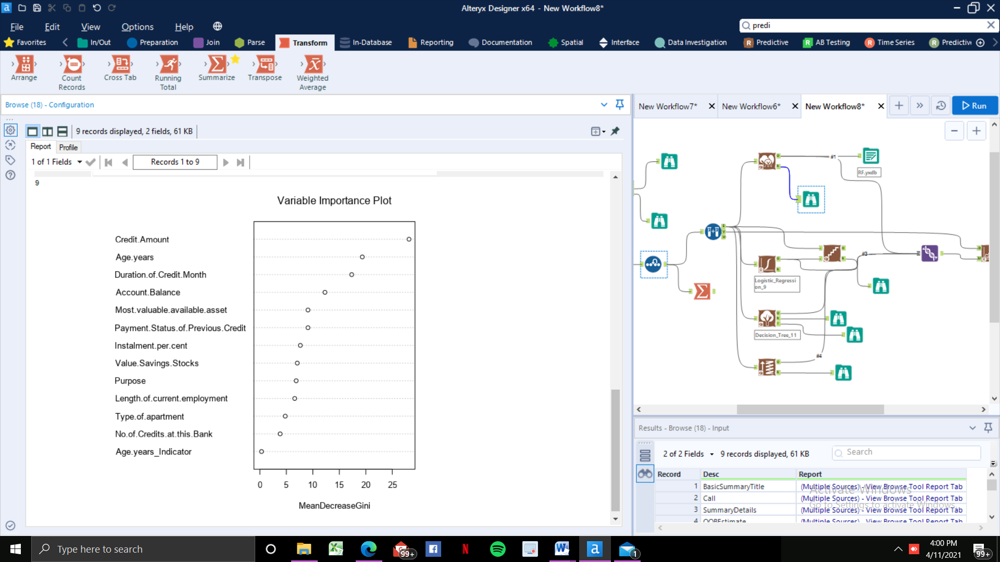 Alteryx Designer x64 - New Workflow8*
File Edit View Options Help
predi
Favorites In/Out Preparation Join Parse Transform In-Database Reporting Documentation Spatial Interface Data Investigation Predictive AB Testing Time Series Predictiv
Arrange Count Records Cross Tab Running Total Summarize Transpose Weighted Average
Browse (18) - Configuration
New Workflow7* New Workflow6* New Workflow8* Run
9 records displayed, 2 fields, 61 KB
Report Profile
1 of 1 Fields Records 1 to 9
9
Variable Importance Plot
Credit.Amount
Age.years
Duration.of.Credit.Month
Account.Balance
Most.valuable.available.asset
Payment.Status.of.Previous.Credit
Instalment.per.cent
Value.Savings.Stocks
Purpose
Length.of.current.employment
Type.of.apartment
No.of.Credits.at.this.Bank
Age.years_Indicator
0 5 10 15 20 25
MeanDecreaseGini
#1
RF.yxdb
#3
Logistic_Regressi
on_9
Decision_Tree_11
#4
Results - Browse (18) - Input
2 of 2 Fields 9 records displayed, 61 KB Search
Record Desc Report
1 BasicSummaryTitle (Multiple Sources) - View Browse Tool Report Tab
2 Call (Multiple Sources) - View Browse Tool Report Tab
3 SummaryDetails (Multiple Sources) - View Browse Tool Report Tab
4 OOBEstimate (Multiple Sources) - View Browse Tool Report Tab
Activate Windows
Go to Settings to activate Windows.
Type here to search
99+
1
4:00 PM
4/11/2021
99+